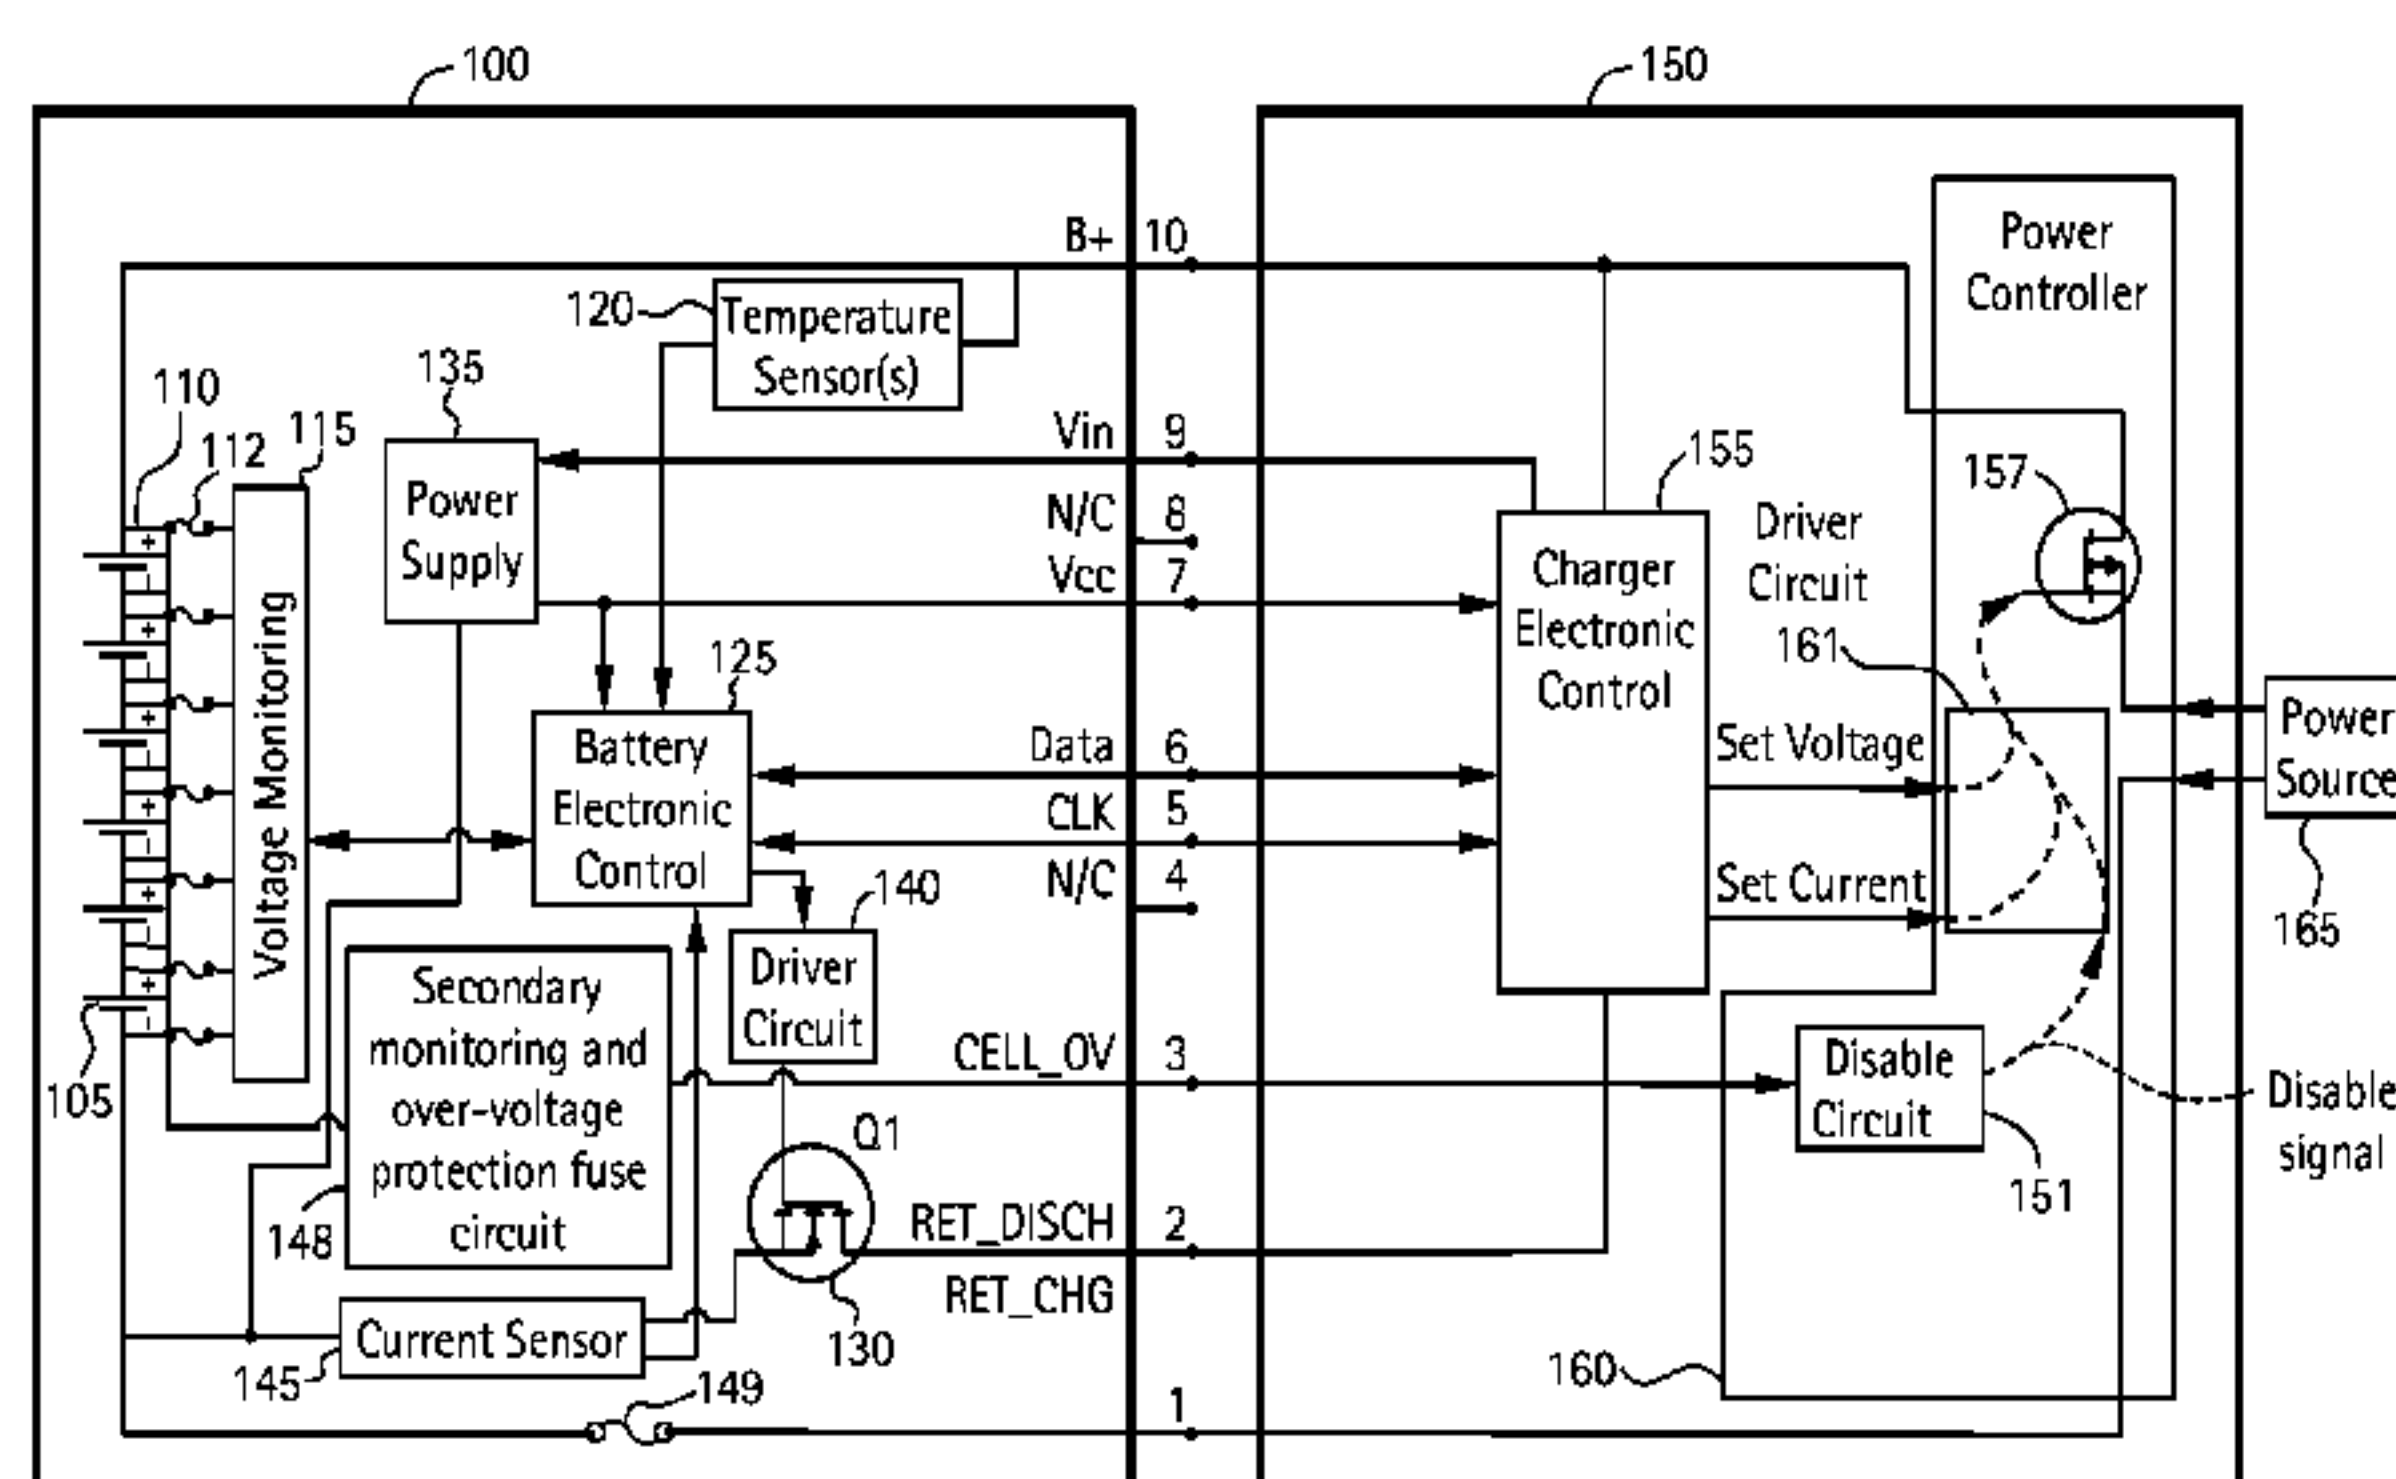 100
150
B+ 10
Power
Controller
120
Temperature
Sensor(s)
135
110
112
115
Vin 9
155
157
Power
Supply
N/C 8
Vcc 7
Driver
Circuit
161
Charger
Electronic
Control
Voltage Monitoring
125
Battery
Electronic
Control
Data 6
CLK 5
N/C 4
Set Voltage
Set Current
Power
Source
165
140
Driver
Circuit
Secondary
monitoring and
over-voltage
protection fuse
circuit
148
105
CELL_OV 3
Disable
Circuit
151
Disable
signal
Q1
130
RET_DISCH 2
RET_CHG
Current Sensor
145
149
1
160
+
-
+
-
+
-
+
-
+
-
+
-